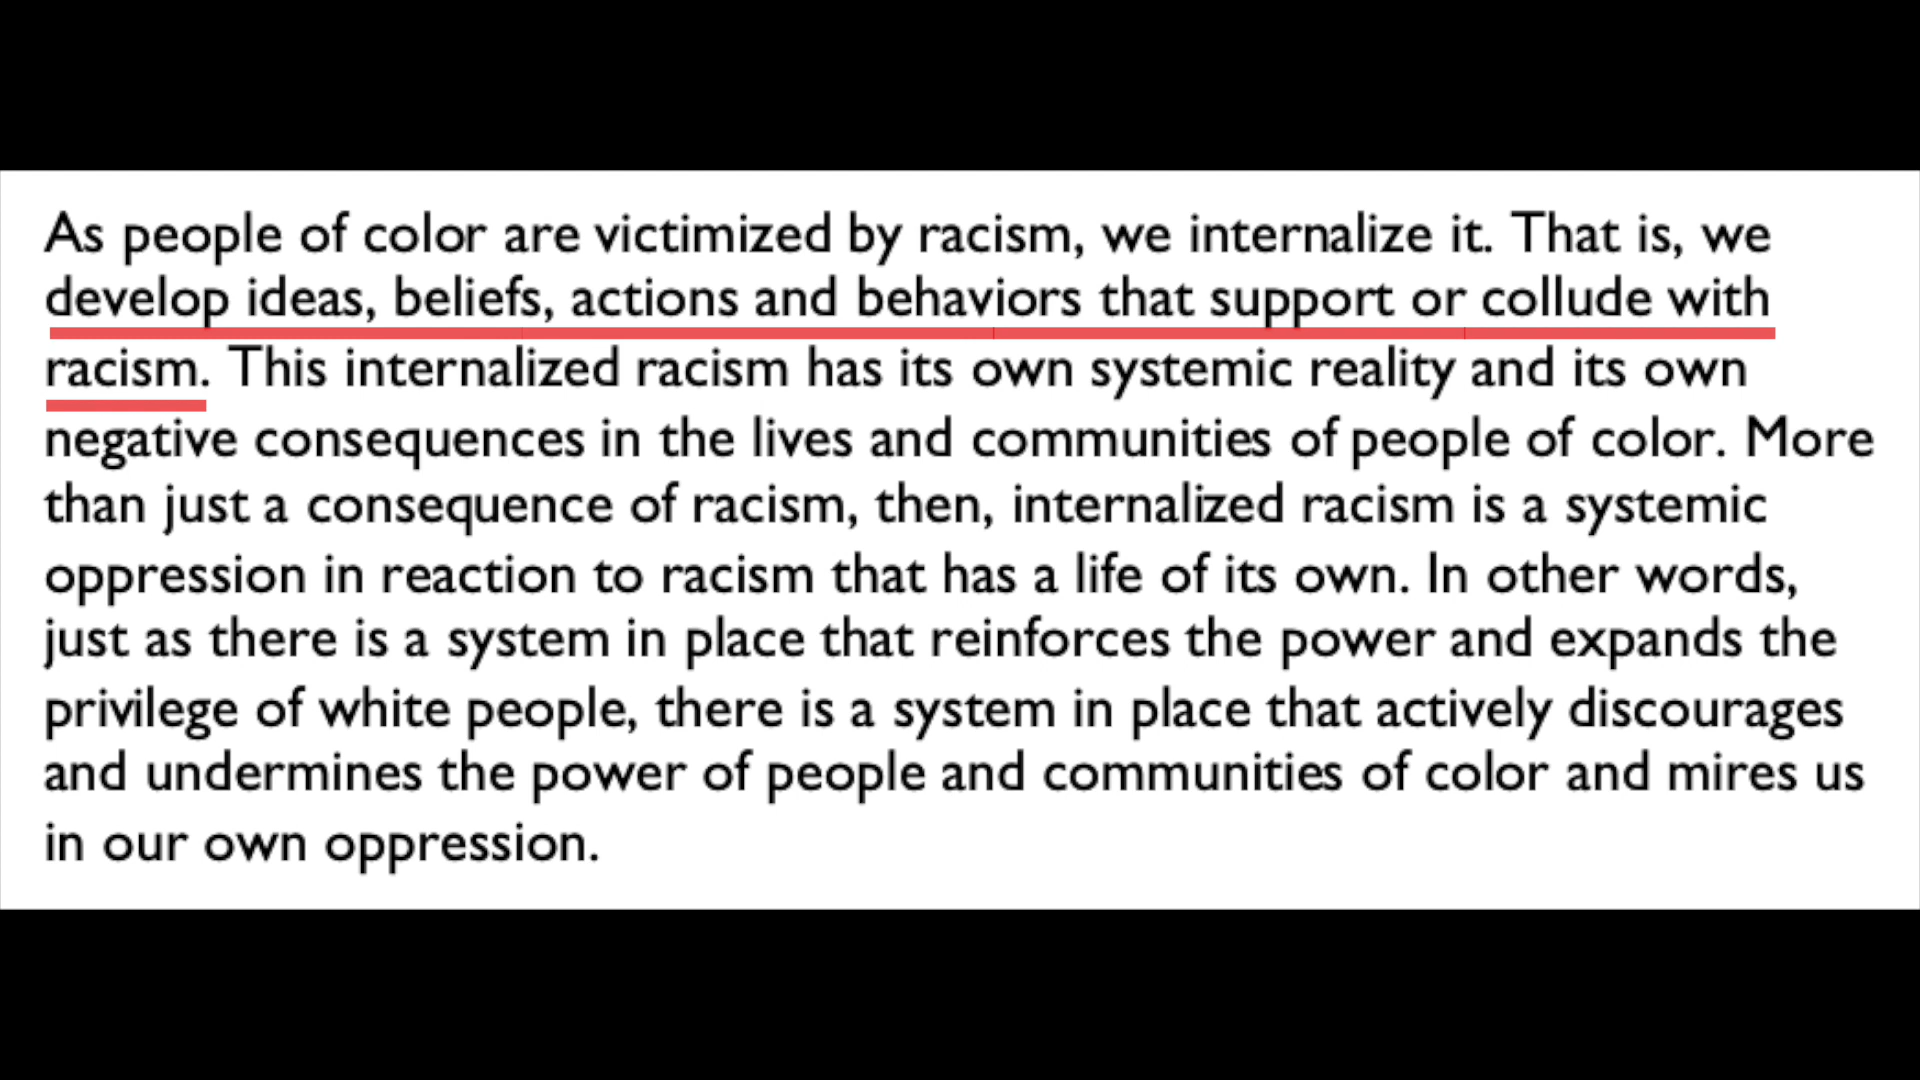 As people of color are victimized by racism, we internalize it. That is, we
develop ideas, beliefs, actions and behaviors that support or collude with
racism. This internalized racism has its own systemic reality and its own
negative consequences in the lives and communities of people of color. More
than just a consequence of racism, then, internalized racism is a systemic
oppression in reaction to racism that has a life of its own. In other words,
just as there is a system in place that reinforces the power and expands the
privilege of white people, there is a system in place that actively discourages
and undermines the power of people and communities of color and mires us
in our own oppression.